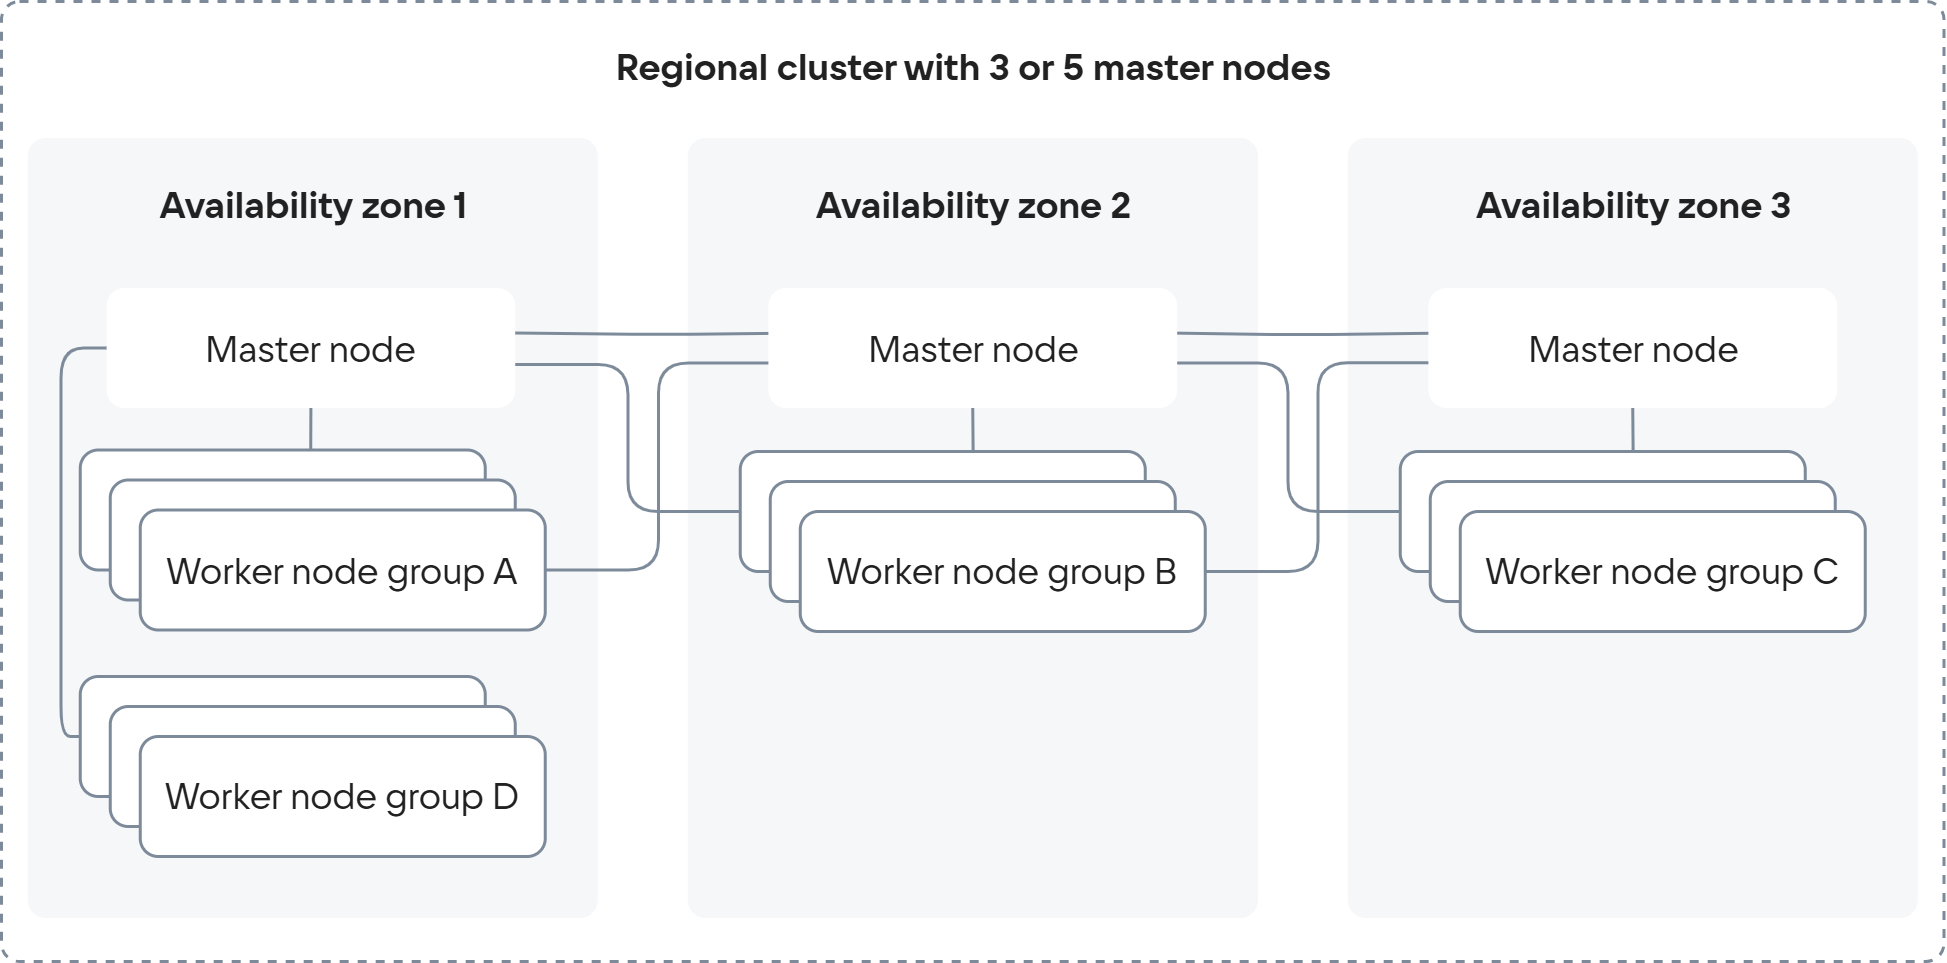 Regional cluster with 3 or 5 master nodes
Availability zone 1
Master node
Worker node group A
Worker node group D
Availability zone 2
Master node
Worker node group B
Availability zone 3
Master node
Worker node group C